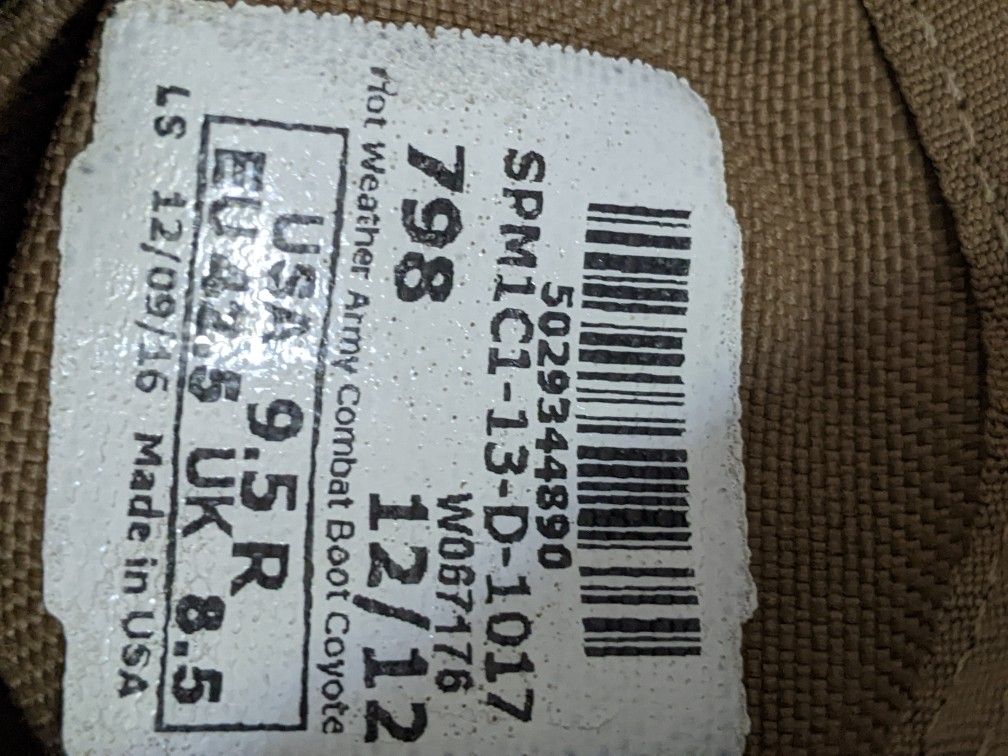 5029344890
SPM1C1-13-D-1017
W067176
798 12/12
Hot Weather Army Combat Boot Coyote
USA 9.5 R
EU 42.5 UK 8.5
LS 12/09/16 Made in USA